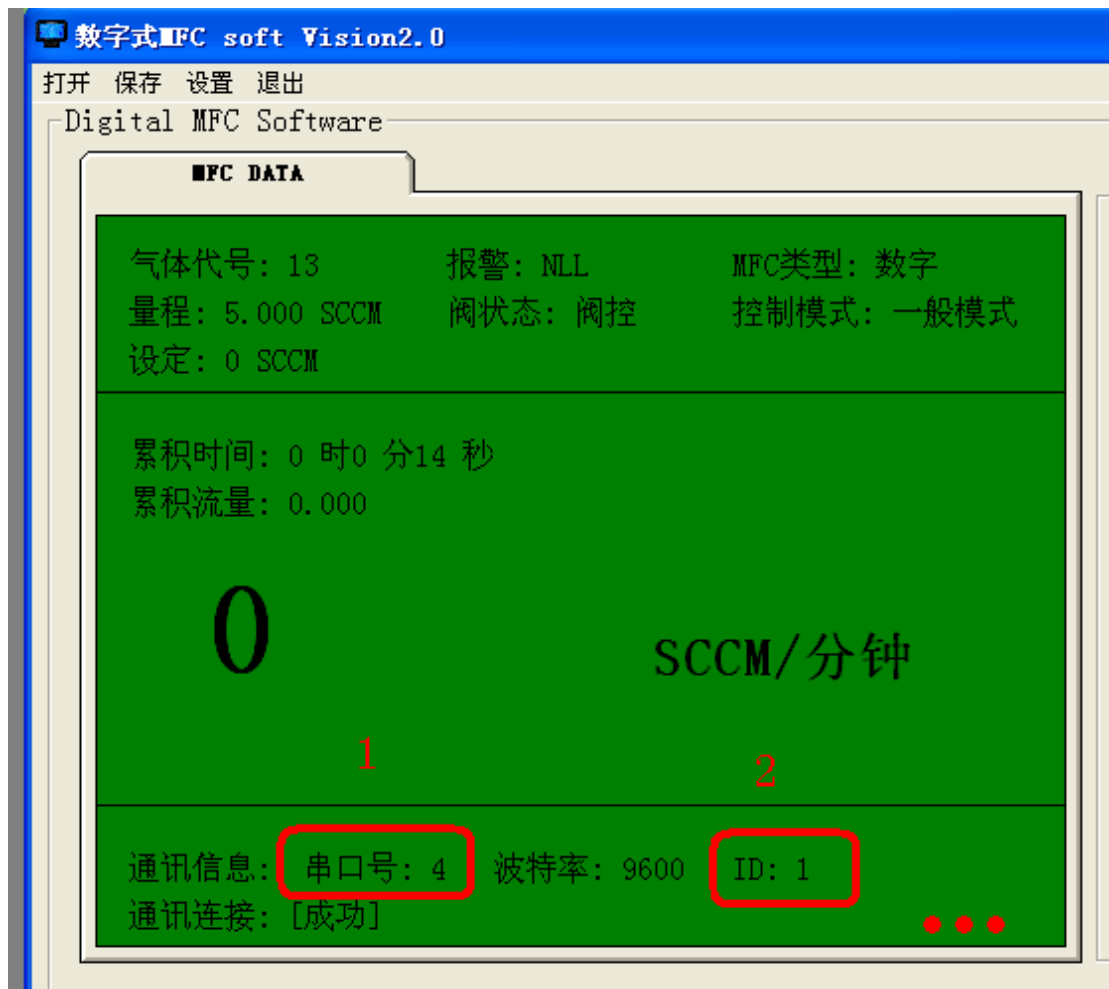 数字式MFC soft Vision2.0
打开 保存 设置 退出
Digital MFC Software
MFC DATA
气体代号: 13 报警: NLL MFC类型: 数字
量程: 5.000 SCCM 阀状态: 阀控 控制模式: 一般模式
设定: 0 SCCM
累积时间: 0 时0 分14 秒
累积流量: 0.000
0 SCCM/分钟
1 2
通讯信息: 串口号: 4 波特率: 9600 ID: 1
通讯连接: [成功]